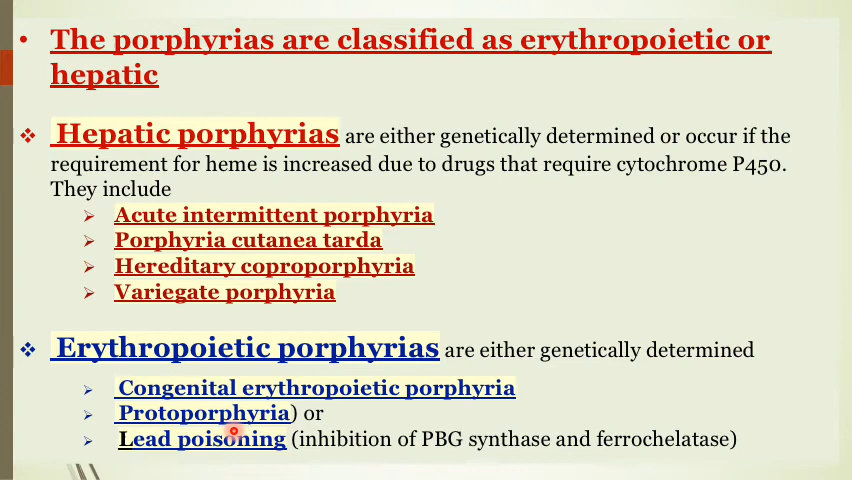 • The porphyrias are classified as erythropoietic or
hepatic
❖ Hepatic porphyrias are either genetically determined or occur if the
requirement for heme is increased due to drugs that require cytochrome P450.
They include
➢ Acute intermittent porphyria
➢ Porphyria cutanea tarda
➢ Hereditary coproporphyria
➢ Variegate porphyria
❖ Erythropoietic porphyrias are either genetically determined
➢ Congenital erythropoietic porphyria
➢ Protoporphyria) or
➢ Lead poisoning (inhibition of PBG synthase and ferrochelatase)